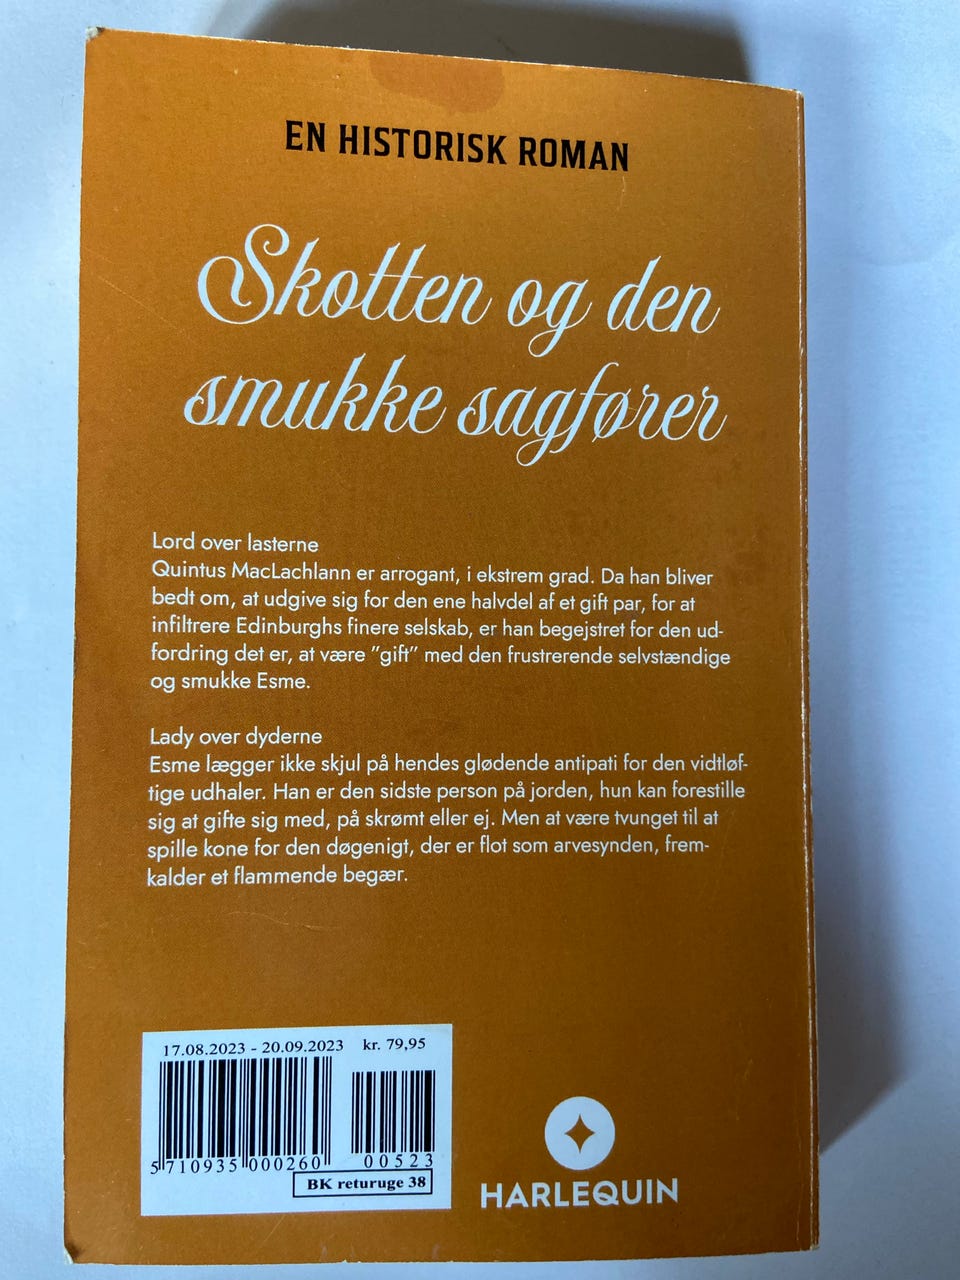 EN HISTORISK ROMAN
Skotten og den
smukke sagfører
Lord over lasterne
Quintus MacLachlann er arrogant, i ekstrem grad. Da han bliver
bedt om, at udgive sig for den ene halvdel af et gift par, for at
infiltrere Edinburghs finere selskab, er han begejstret for den ud-
fordring det er, at være ”gift” med den frustrerende selvstændige
og smukke Esme.
Lady over dyderne
Esme lægger ikke skjul på hendes glødende antipati for den vidtløf-
tige udhaler. Han er den sidste person på jorden, hun kan forestille
sig at gifte sig med, på skrømt eller ej. Men at være tvunget til at
spille kone for den døgenigt, der er flot som arvesynden, frem-
kalder et flammende begær.
17.08.2023 - 20.09.2023 kr. 79,95
5 710935 000260
00523
BK returuge 38
HARLEQUIN